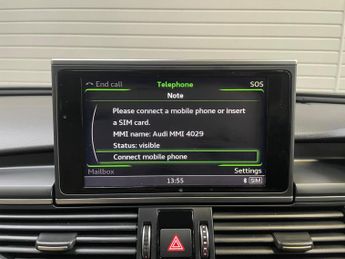 End call Telephone SOS
Note
Please connect a mobile phone or insert
a SIM card.
MMI name: Audi MMI 4029
Status: visible
Connect mobile phone
Mailbox Settings
13:55 SIM